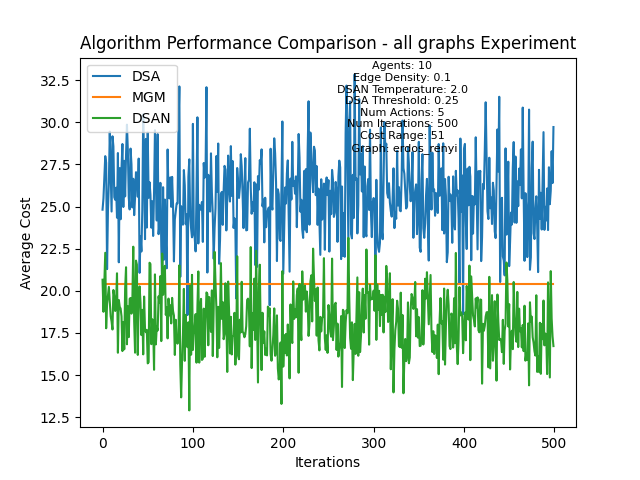 Algorithm Performance Comparison - all graphs Experiment
DSA
MGM
DSAN
Agents: 10
Edge Density: 0.1
DSAN Temperature: 2.0
DSA Threshold: 0.25
Num Actions: 5
Num Iterations: 500
Cost Range: 51
Graph: erdos_renyi
Average Cost
32.5
30.0
27.5
25.0
22.5
20.0
17.5
15.0
12.5
0
100
200
300
400
500
Iterations